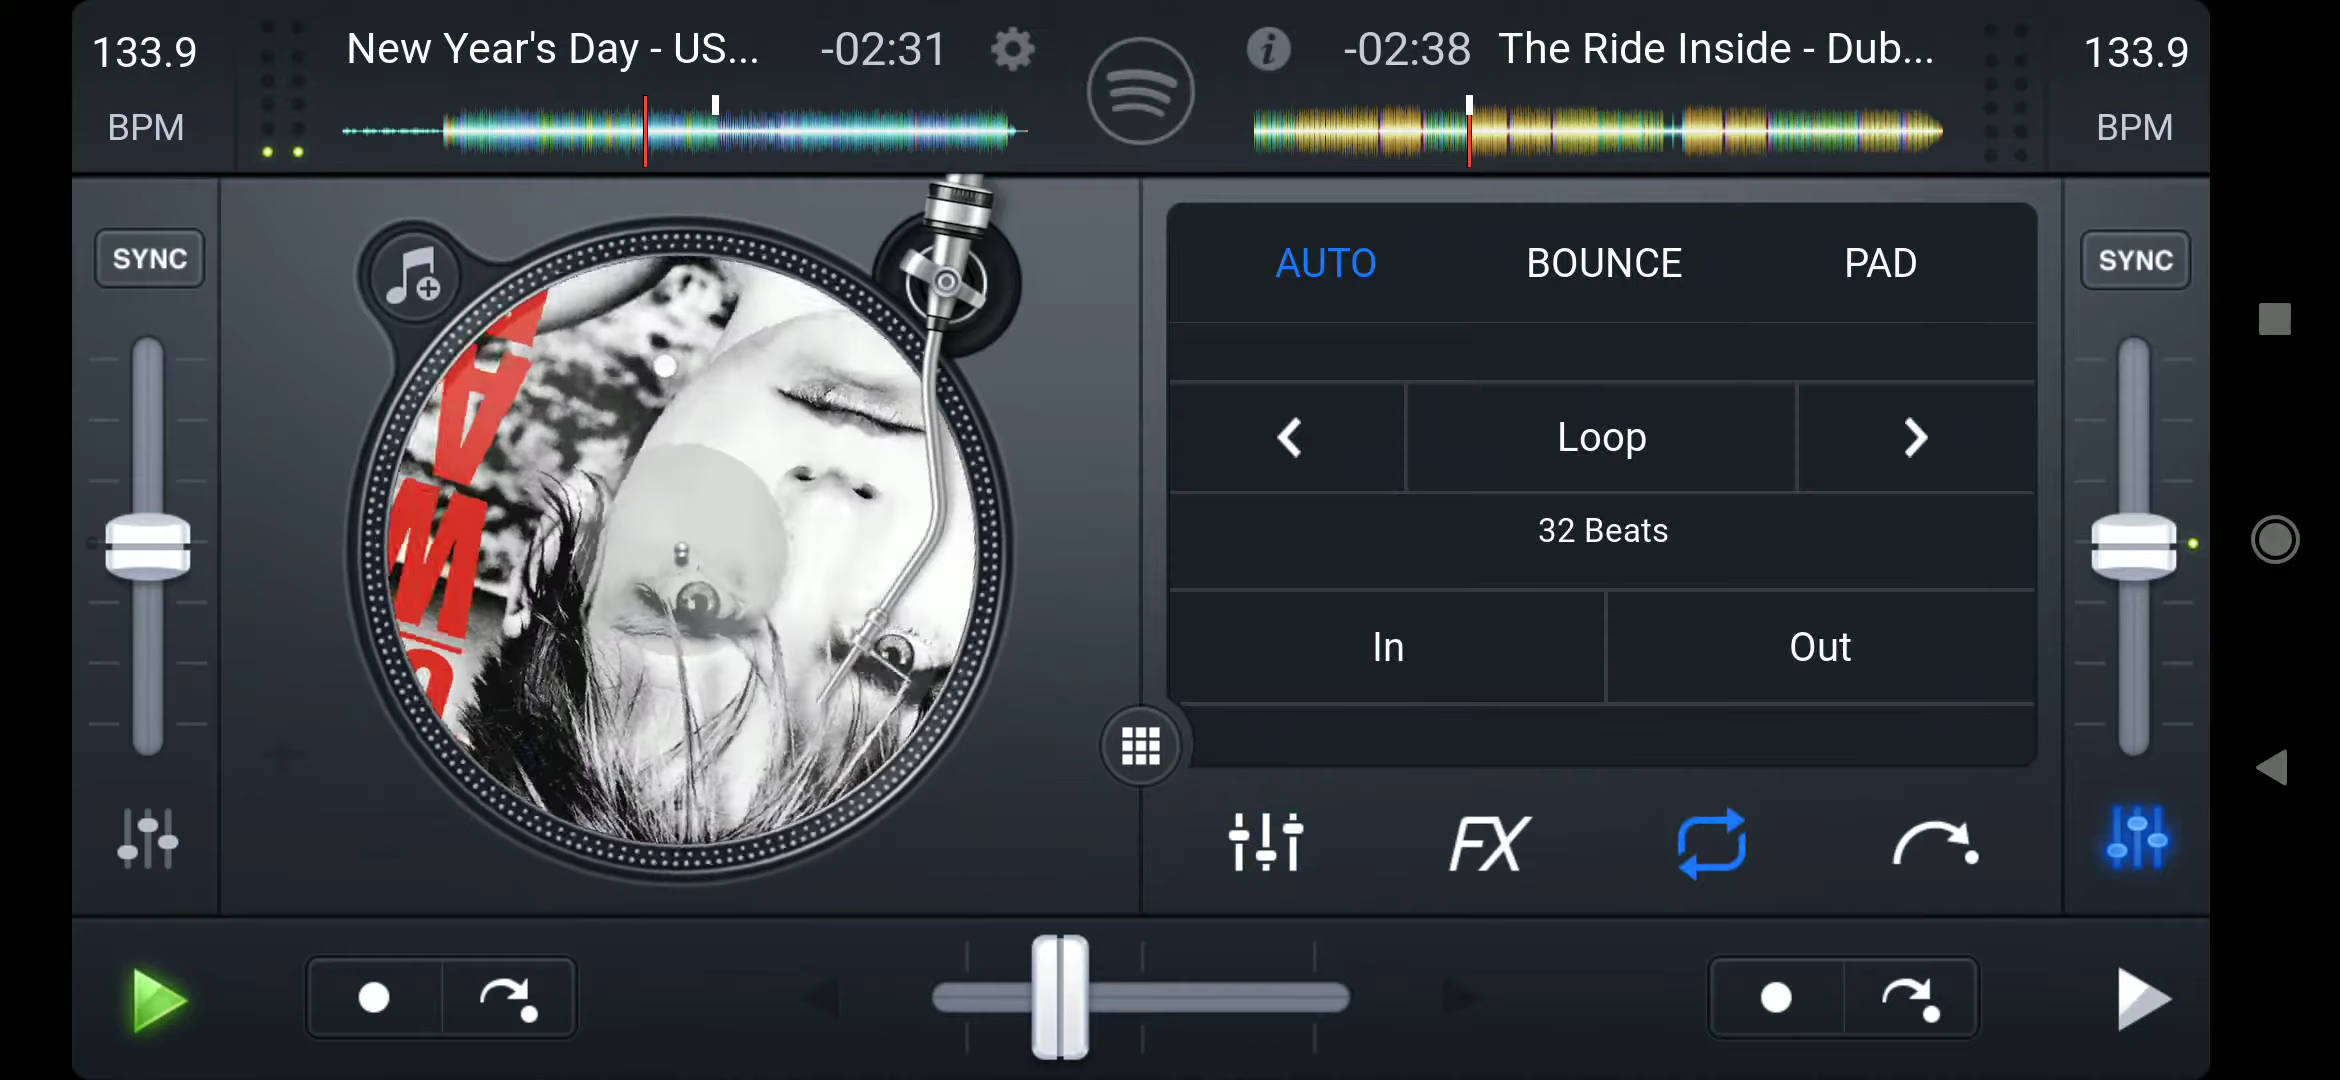 133.9
BPM
New Year's Day - US...
-02:31
-02:38
The Ride Inside - Dub...
133.9
BPM
SYNC
AUTO
BOUNCE
PAD
SYNC
Loop
32 Beats
In
Out
FX